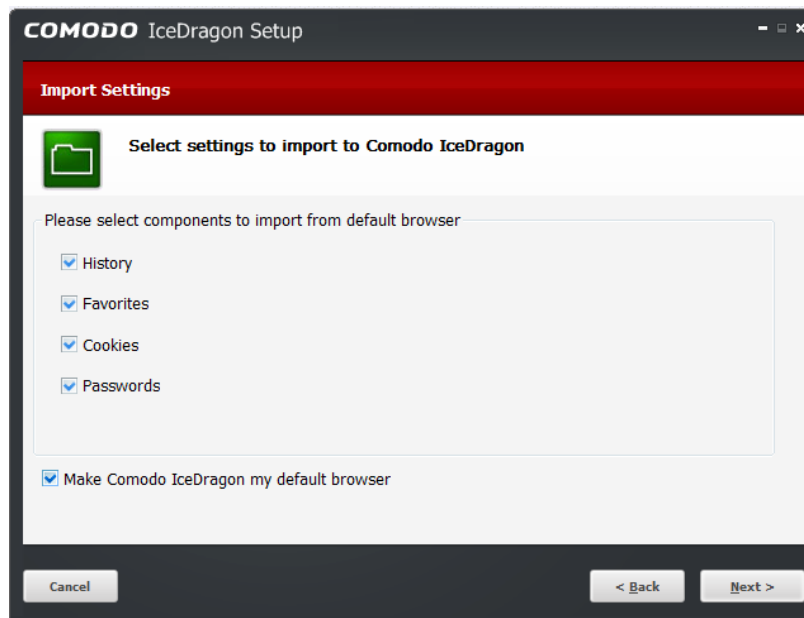 COMODO IceDragon Setup
Import Settings
Select settings to import to Comodo IceDragon
Please select components to import from default browser
History
Favorites
Cookies
Passwords
Make Comodo IceDragon my default browser
Cancel
< Back
Next >